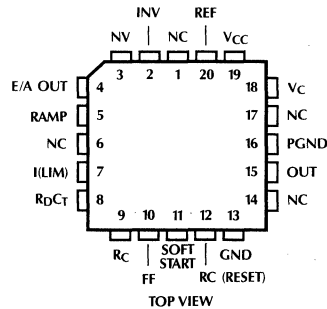 INV REF
NV NC VCC
3 2 1 20 19
E/A OUT 4 18 VC
RAMP 5 17 NC
NC 6 16 PGND
I(LIM) 7 15 OUT
RDCT 8 14 NC
9 10 11 12 13
RC SOFT GND
START
FF RC (RESET)
TOP VIEW